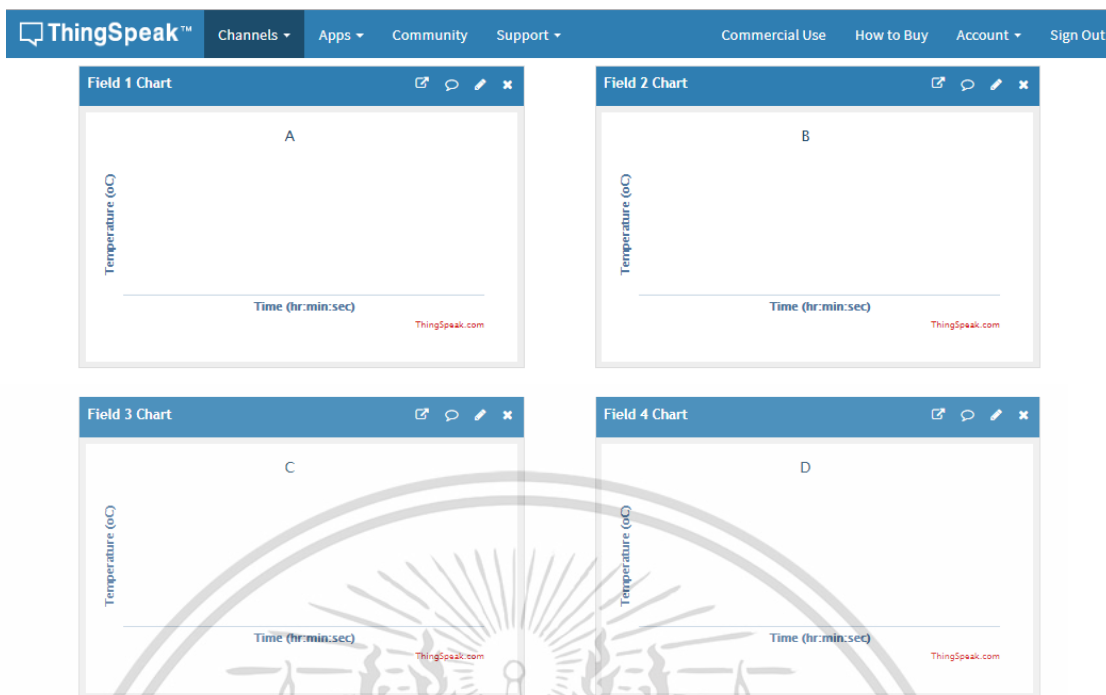 ThingSpeak™ Channels Apps Community Support Commercial Use How to Buy Account Sign Out
Field 1 Chart
A
Temperature (oC)
Time (hr:min:sec)
ThingSpeak.com
Field 2 Chart
B
Temperature (oC)
Time (hr:min:sec)
ThingSpeak.com
Field 3 Chart
C
Temperature (oC)
Time (hr:min:sec)
ThingSpeak.com
Field 4 Chart
D
Temperature (oC)
Time (hr:min:sec)
ThingSpeak.com